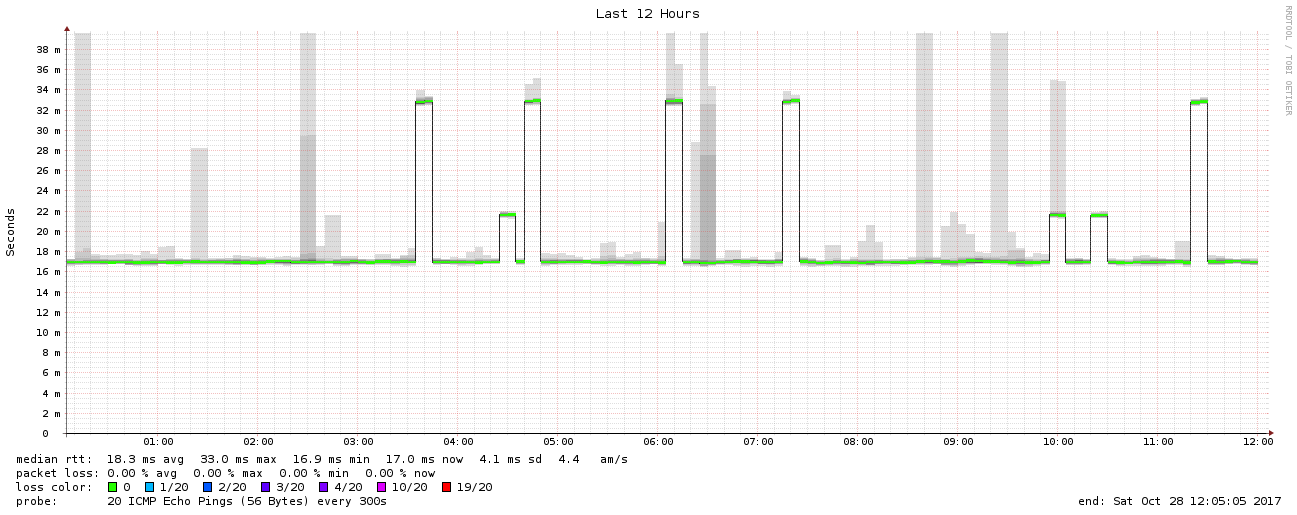 Last 12 Hours
RRDTOOL / TOBI OETIKER
Seconds
38 m
36 m
34 m
32 m
30 m
28 m
26 m
24 m
22 m
20 m
18 m
16 m
14 m
12 m
10 m
8 m
6 m
4 m
2 m
0
01:00 02:00 03:00 04:00 05:00 06:00 07:00 08:00 09:00 10:00 11:00 12:00
median rtt: 18.3 ms avg 33.0 ms max 16.9 ms min 17.0 ms now 4.1 ms sd 4.4 am/s
packet loss: 0.00 % avg 0.00 % max 0.00 % min 0.00 % now
loss color: 0 1/20 2/20 3/20 4/20 10/20 19/20
probe: 20 ICMP Echo Pings (56 Bytes) every 300s end: Sat Oct 28 12:05:05 2017